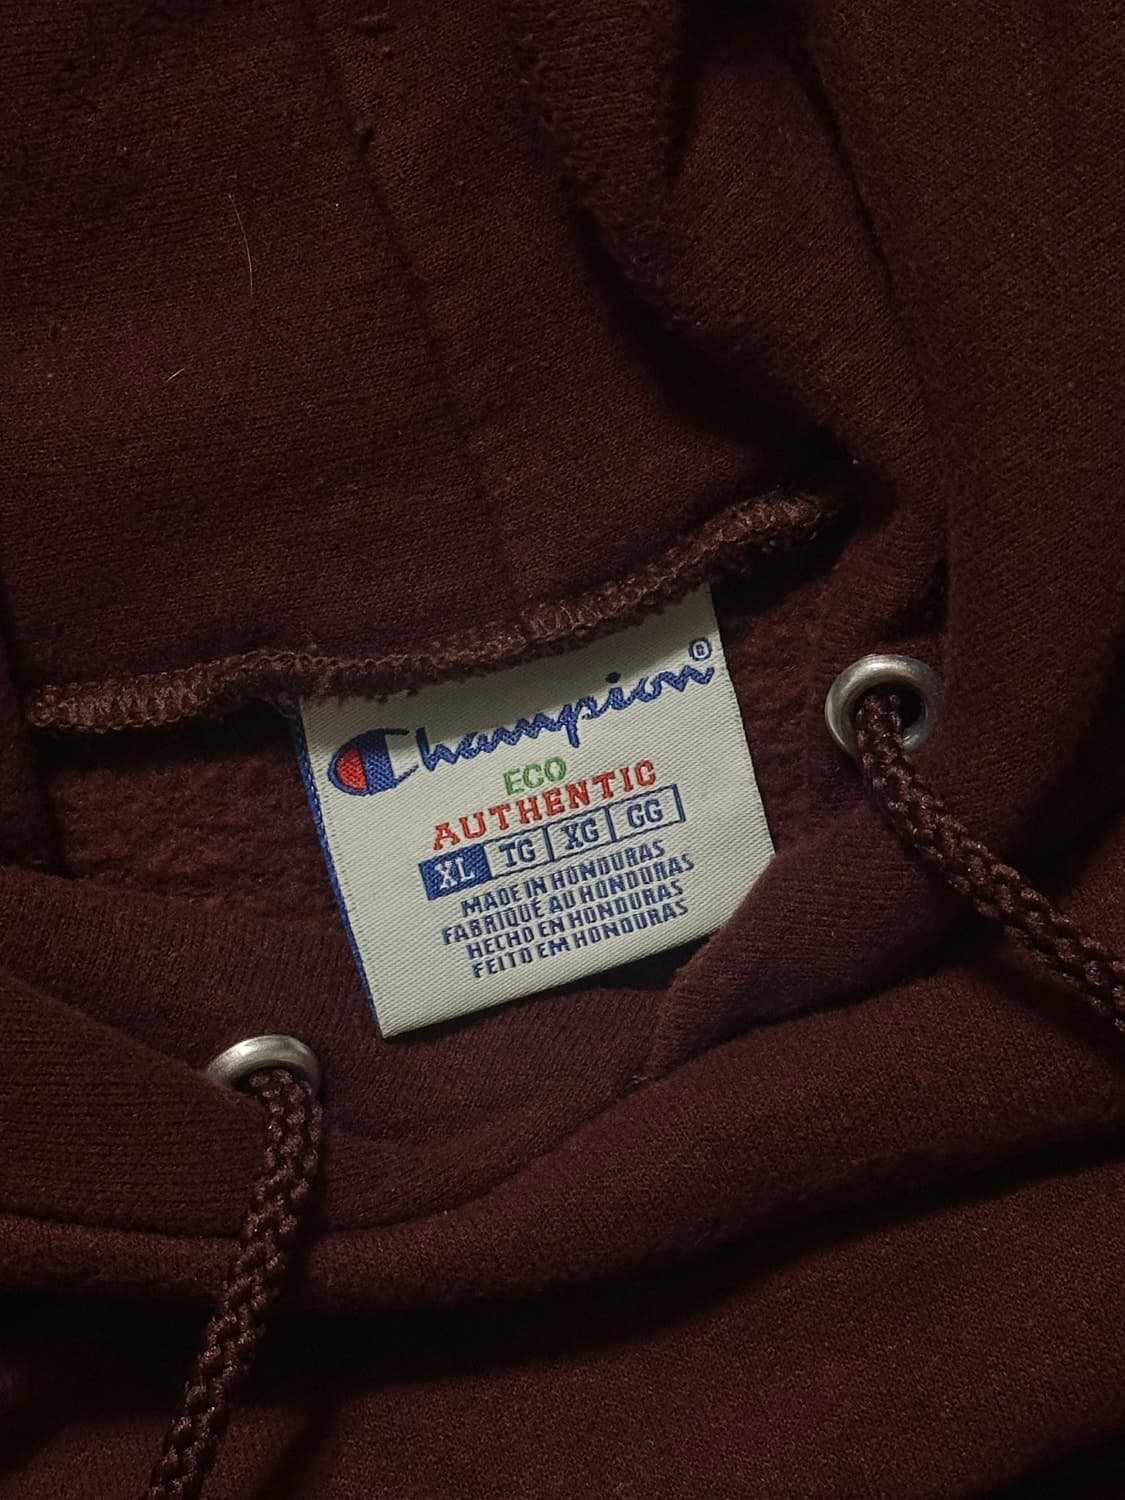 Champion®
ECO
AUTHENTIC
XL TG XG GG
MADE IN HONDURAS
FABRIQUÉ AU HONDURAS
HECHO EN HONDURAS
FEITO EM HONDURAS